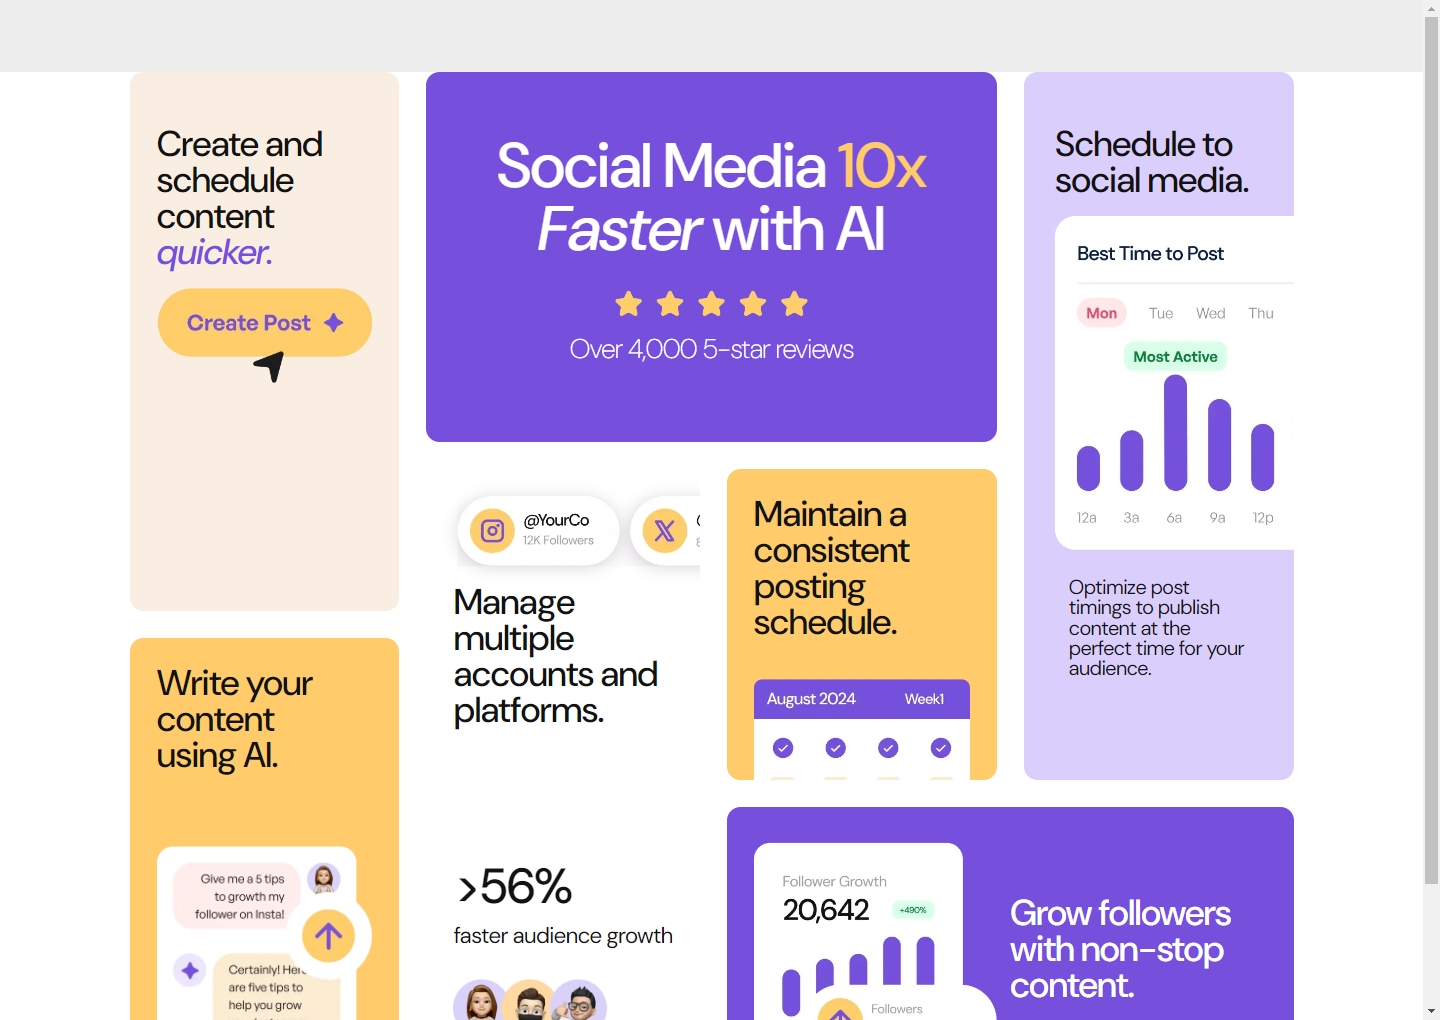 Create and
schedule
content
quicker.
Create Post
Social Media 10x
Faster with AI
Over 4,000 5-star reviews
Schedule to
social media.
Best Time to Post
Mon Tue Wed Thu
Most Active
12a 3a 6a 9a 12p
Optimize post
timings to publish
content at the
perfect time for your
audience.
@YourCo
12K Followers
Manage
multiple
accounts and
platforms.
Maintain a
consistent
posting
schedule.
August 2024 Week1
Write your
content
using AI.
Give me a 5 tips
to growth my
follower on Insta!
Certainly! Here
are five tips to
help you grow
>56%
faster audience growth
Follower Growth
20,642 +490%
Followers
Grow followers
with non-stop
content.